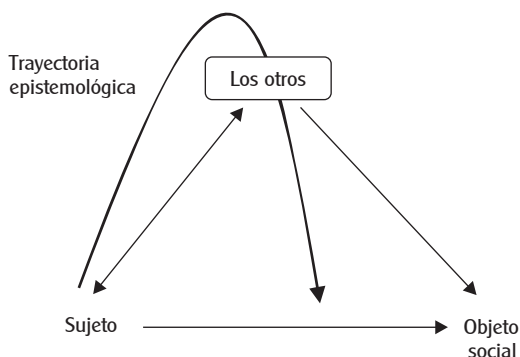 Trayectoria
epistemológica
Los otros
Sujeto
Objeto
social